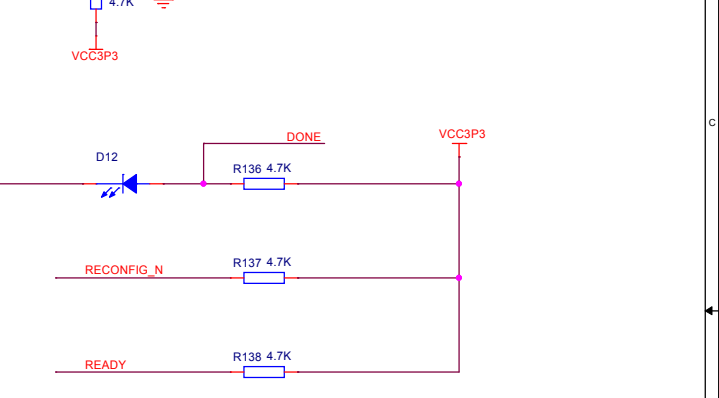 4.7K
VCC3P3
C
DONE
VCC3P3
D12
R136 4.7K
R137 4.7K
RECONFIG_N
R138 4.7K
READY